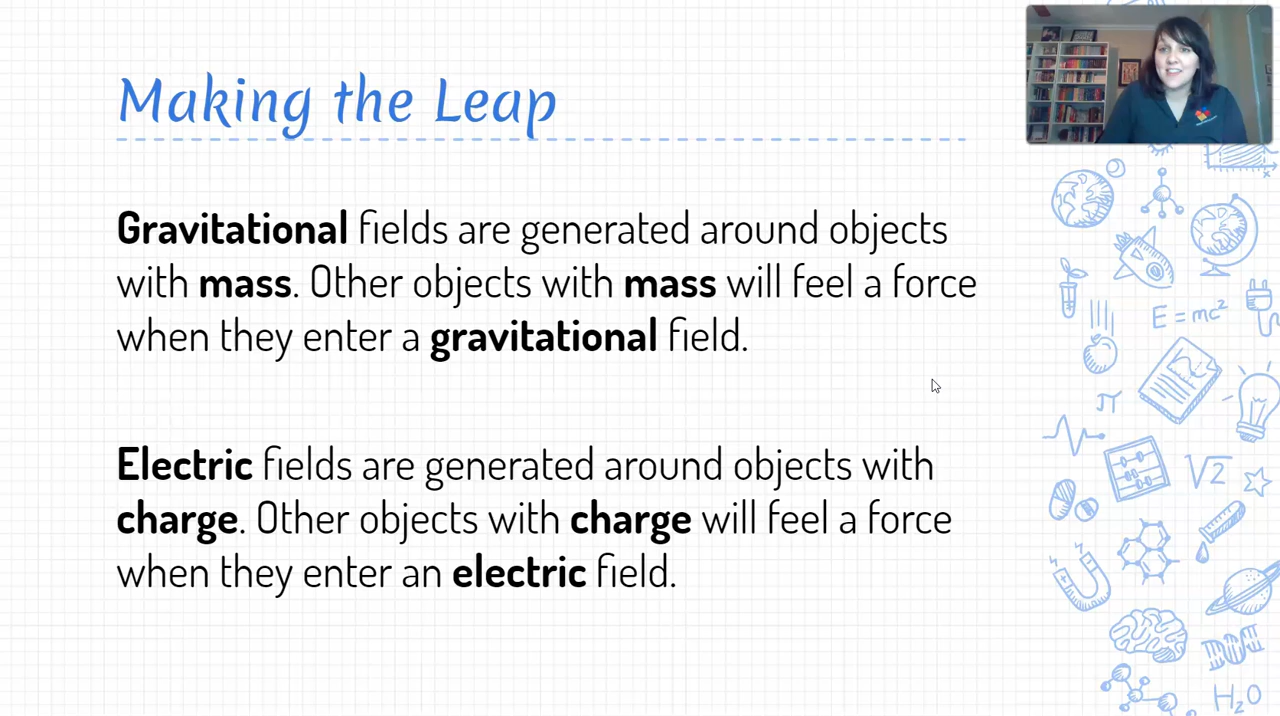 Making the Leap
Gravitational fields are generated around objects
with mass. Other objects with mass will feel a force
when they enter a gravitational field.
Electric fields are generated around objects with
charge. Other objects with charge will feel a force
when they enter an electric field.
x
E = mc²
π
√2
H₂O